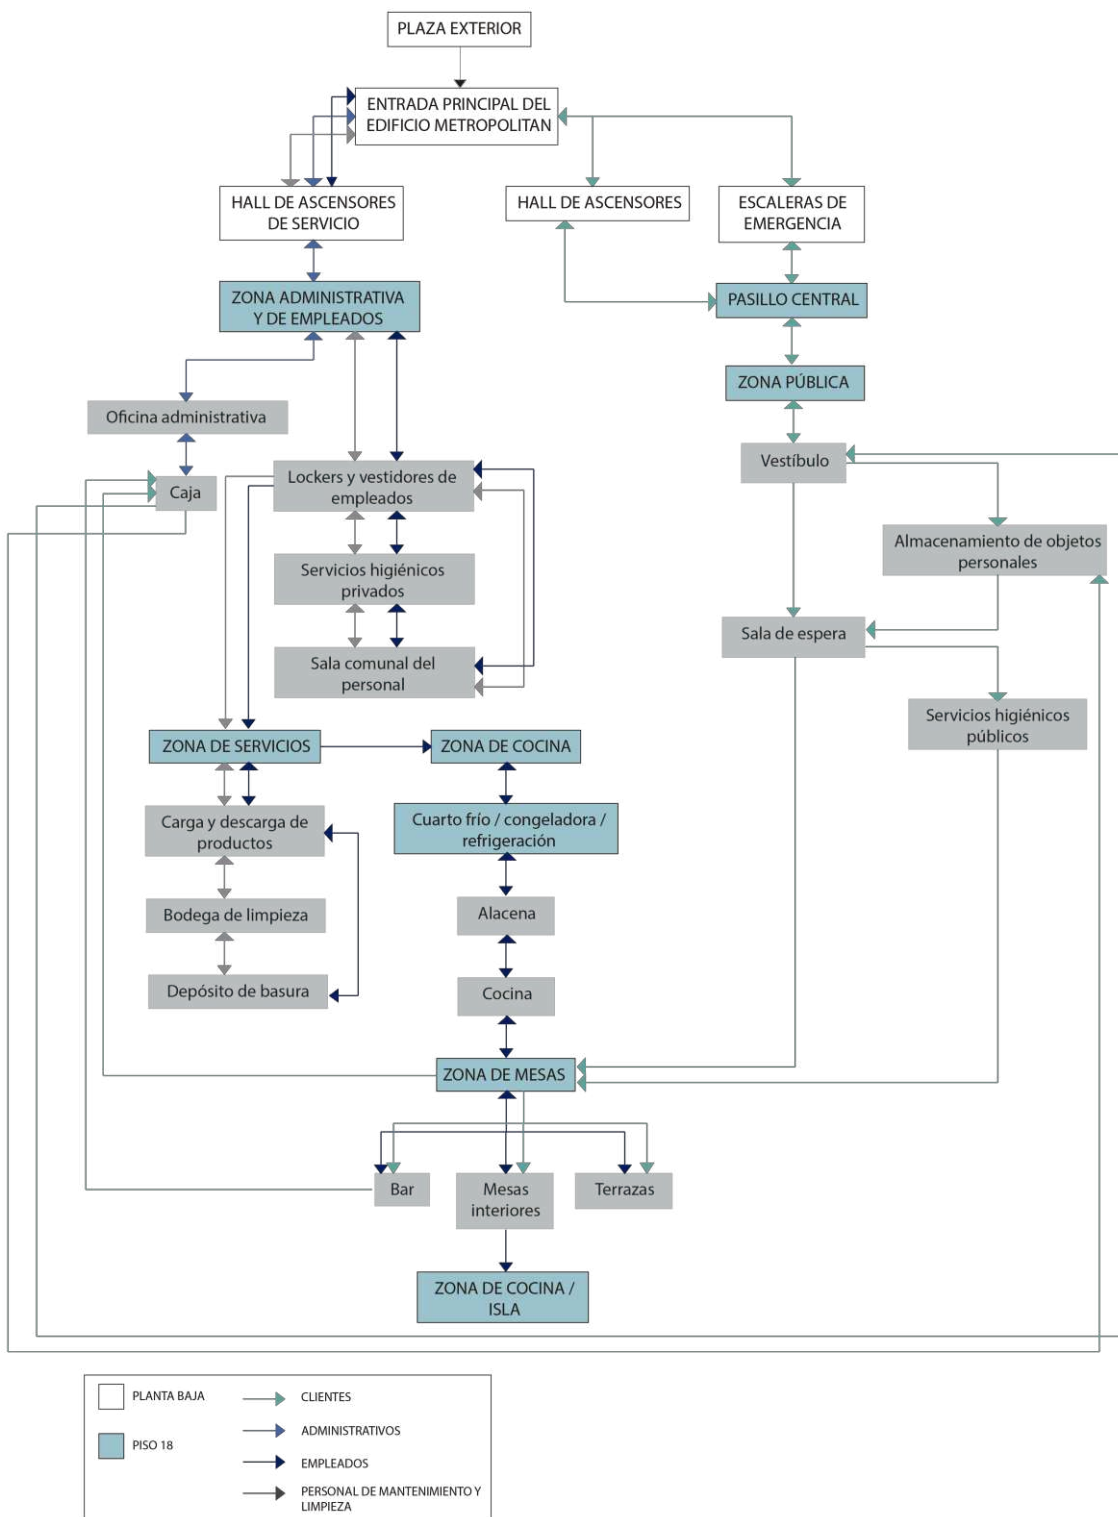 PLAZA EXTERIOR
ENTRADA PRINCIPAL DEL
EDIFICIO METROPOLITAN
HALL DE ASCENSORES
DE SERVICIO
HALL DE ASCENSORES
ESCALERAS DE
EMERGENCIA
ZONA ADMINISTRATIVA
Y DE EMPLEADOS
PASILLO CENTRAL
ZONA PÚBLICA
Oficina administrativa
Vestíbulo
Lockers y vestidores de
empleados
Caja
Almacenamiento de objetos
personales
Servicios higiénicos
privados
Sala de espera
Sala comunal del
personal
Servicios higiénicos
públicos
ZONA DE SERVICIOS
ZONA DE COCINA
Carga y descarga de
productos
Cuarto frío / congeladora /
refrigeración
Bodega de limpieza
Alacena
Depósito de basura
Cocina
ZONA DE MESAS
Bar
Mesas
interiores
Terrazas
ZONA DE COCINA /
ISLA
PLANTA BAJA
CLIENTES
ADMINISTRATIVOS
PISO 18
EMPLEADOS
PERSONAL DE MANTENIMIENTO Y
LIMPIEZA